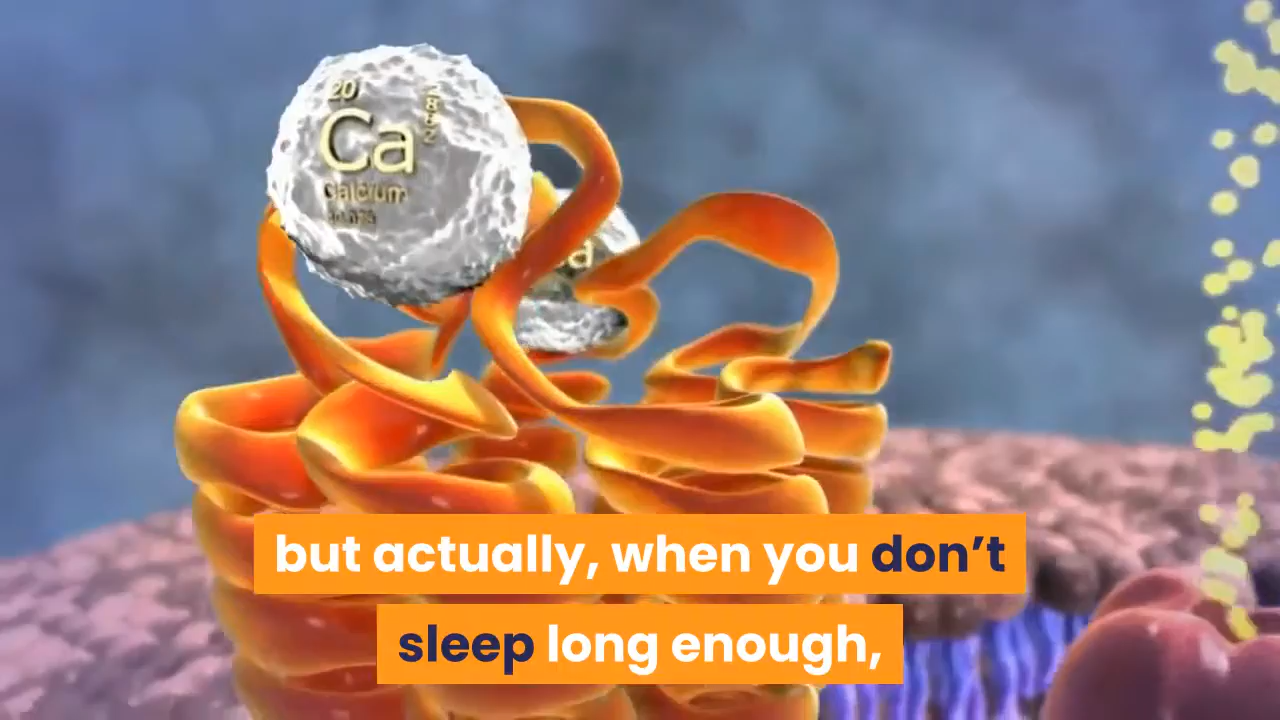 20
Ca
Calcium
a
but actually, when you don’t
sleep long enough,